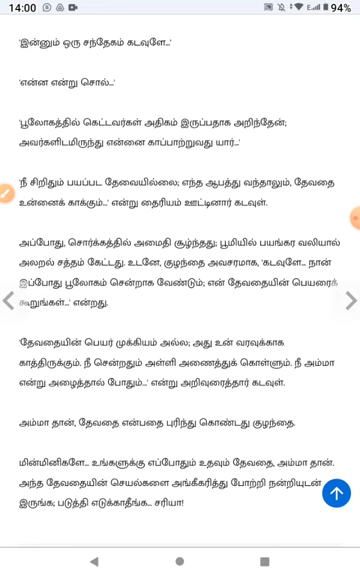 14:00
94%
'இன்னும் ஒரு சந்தேகம் கடவுளே...'
'என்ன என்று சொல்...'
'பூலோகத்தில் கெட்டவர்கள் அதிகம் இருப்பதாக அறிந்தேன்;
அவர்களிடமிருந்து என்னை காப்பாற்றுவது யார்...'
'நீ சிறிதும் பயப்பட தேவையில்லை; எந்த ஆபத்து வந்தாலும், தேவதை
உன்னைக் காக்கும்...' என்று தைரியம் ஊட்டினார் கடவுள்.
அப்போது, சொர்க்கத்தில் அமைதி சூழ்ந்தது; பூமியில் பயங்கர வலியால்
அலறல் சத்தம் கேட்டது. உடனே, குழந்தை அவசரமாக, 'கடவுளே... நான்
இப்போது பூலோகம் சென்றாக வேண்டும்; என் தேவதையின் பெயரைக்
கூறுங்கள்...' என்றது.
'தேவதையின் பெயர் முக்கியம் அல்ல; அது உன் வரவுக்காக
காத்திருக்கும். நீ சென்றதும் அள்ளி அணைத்துக் கொள்ளும். நீ அம்மா
என்று அழைத்தால் போதும்...' என்று அறிவுரைத்தார் கடவுள்.
அம்மா தான், தேவதை என்பதை புரிந்து கொண்டது குழந்தை.
மின்மினிகளே... உங்களுக்கு எப்போதும் உதவும் தேவதை, அம்மா தான்.
அந்த தேவதையின் செயல்களை அங்கீகரித்து போற்றி நன்றியுடன்
இருங்க; படுத்தி எடுக்காதீங்க... சரியா!